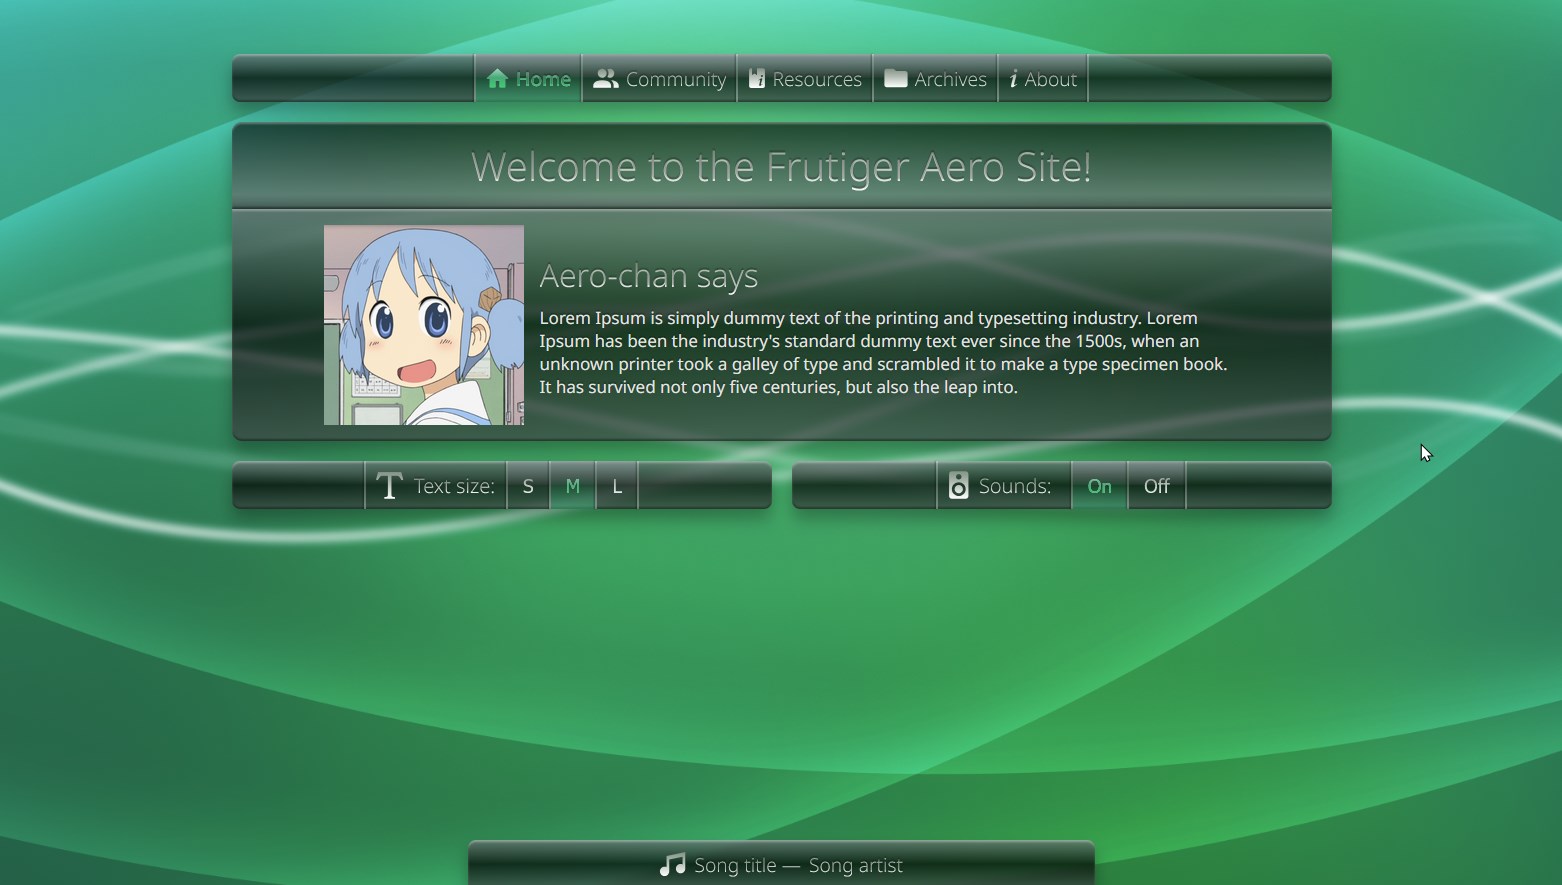 Home Community Resources Archives About
Welcome to the Frutiger Aero Site!
Aero-chan says
Lorem Ipsum is simply dummy text of the printing and typesetting industry. Lorem
Ipsum has been the industry's standard dummy text ever since the 1500s, when an
unknown printer took a galley of type and scrambled it to make a type specimen book.
It has survived not only five centuries, but also the leap into.
Text size: S M L
Sounds: On Off
Song title — Song artist